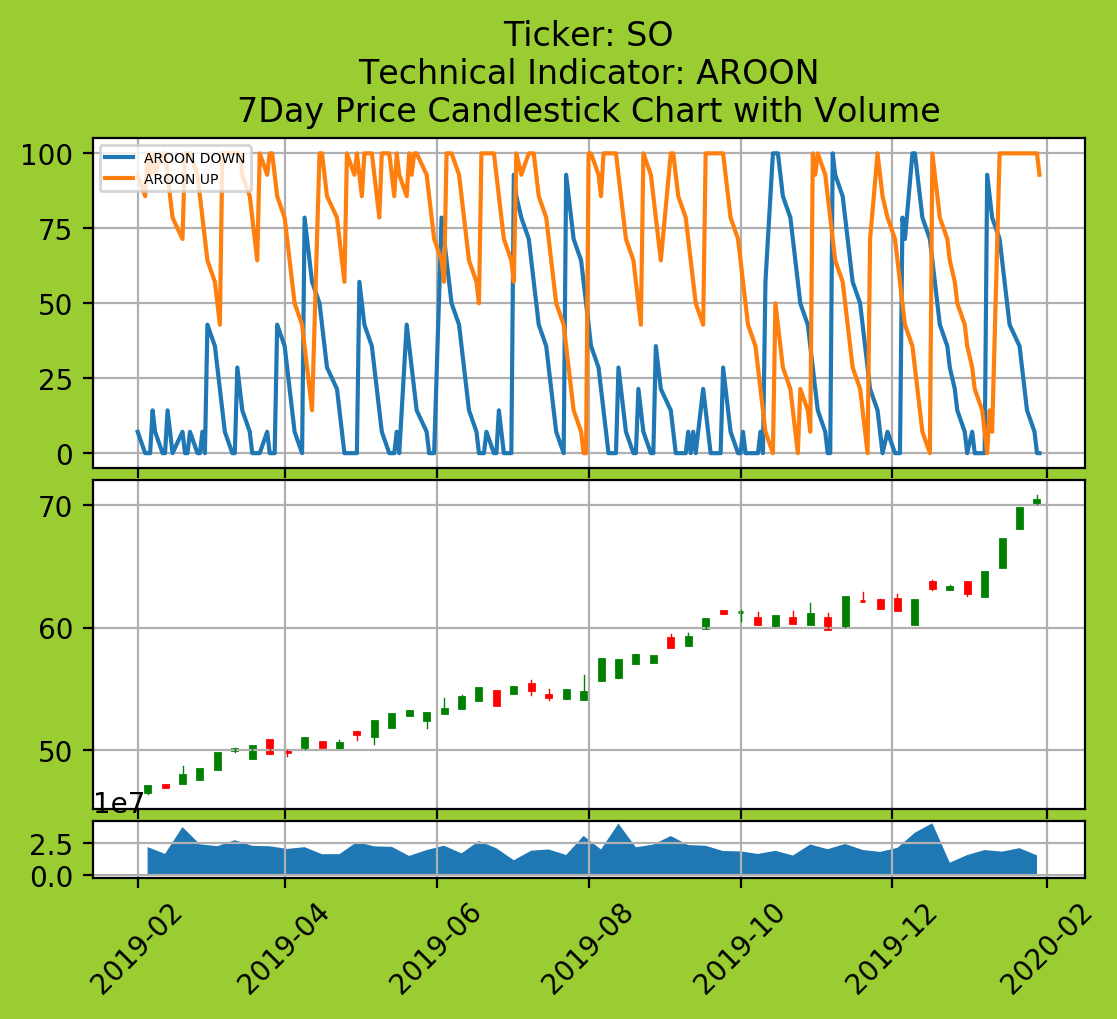 Ticker: SO
Technical Indicator: AROON
7Day Price Candlestick Chart with Volume
100
75
50
25
0
AROON DOWN
AROON UP
70
60
50
1e7
2.5
0.0
2019-02
2019-04
2019-06
2019-08
2019-10
2019-12
2020-02